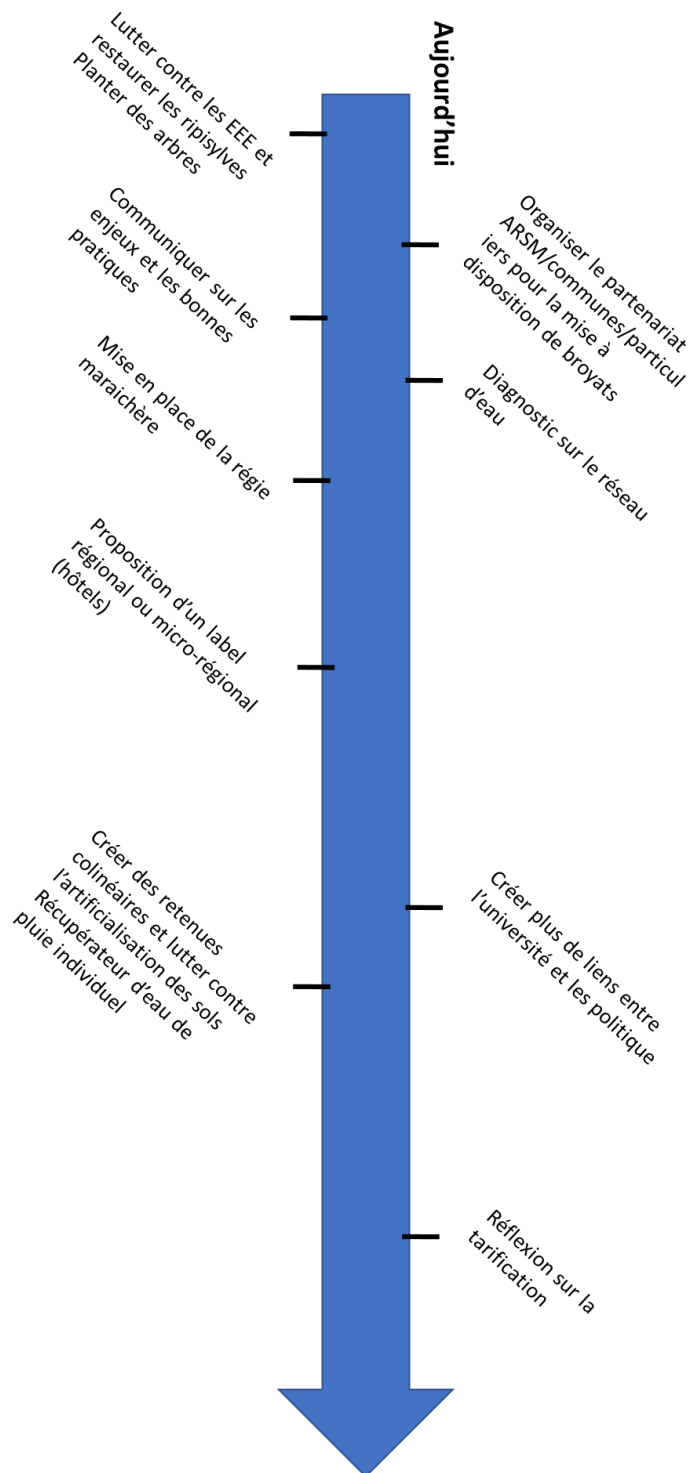 Aujourd'hui
Lutter contre les EEE et
restaurer les ripisylves
Planter des arbres
Organiser le partenariat
ARSM/communes/particul
iers pour la mise à
disposition de broyats
Communiquer sur les
enjeux et les bonnes
pratiques
Diagnostic sur le réseau
d'eau
Mise en place de la régie
maraichère
Proposition d'un label
régional ou micro-régional
(hôtels)
Créer plus de liens entre
l'université et les politique
Créer des retenues
colinéaires et lutter contre
l'artificialisation des sols
Récupérateur d'eau de
pluie individuel
Réflexion sur la
tarification